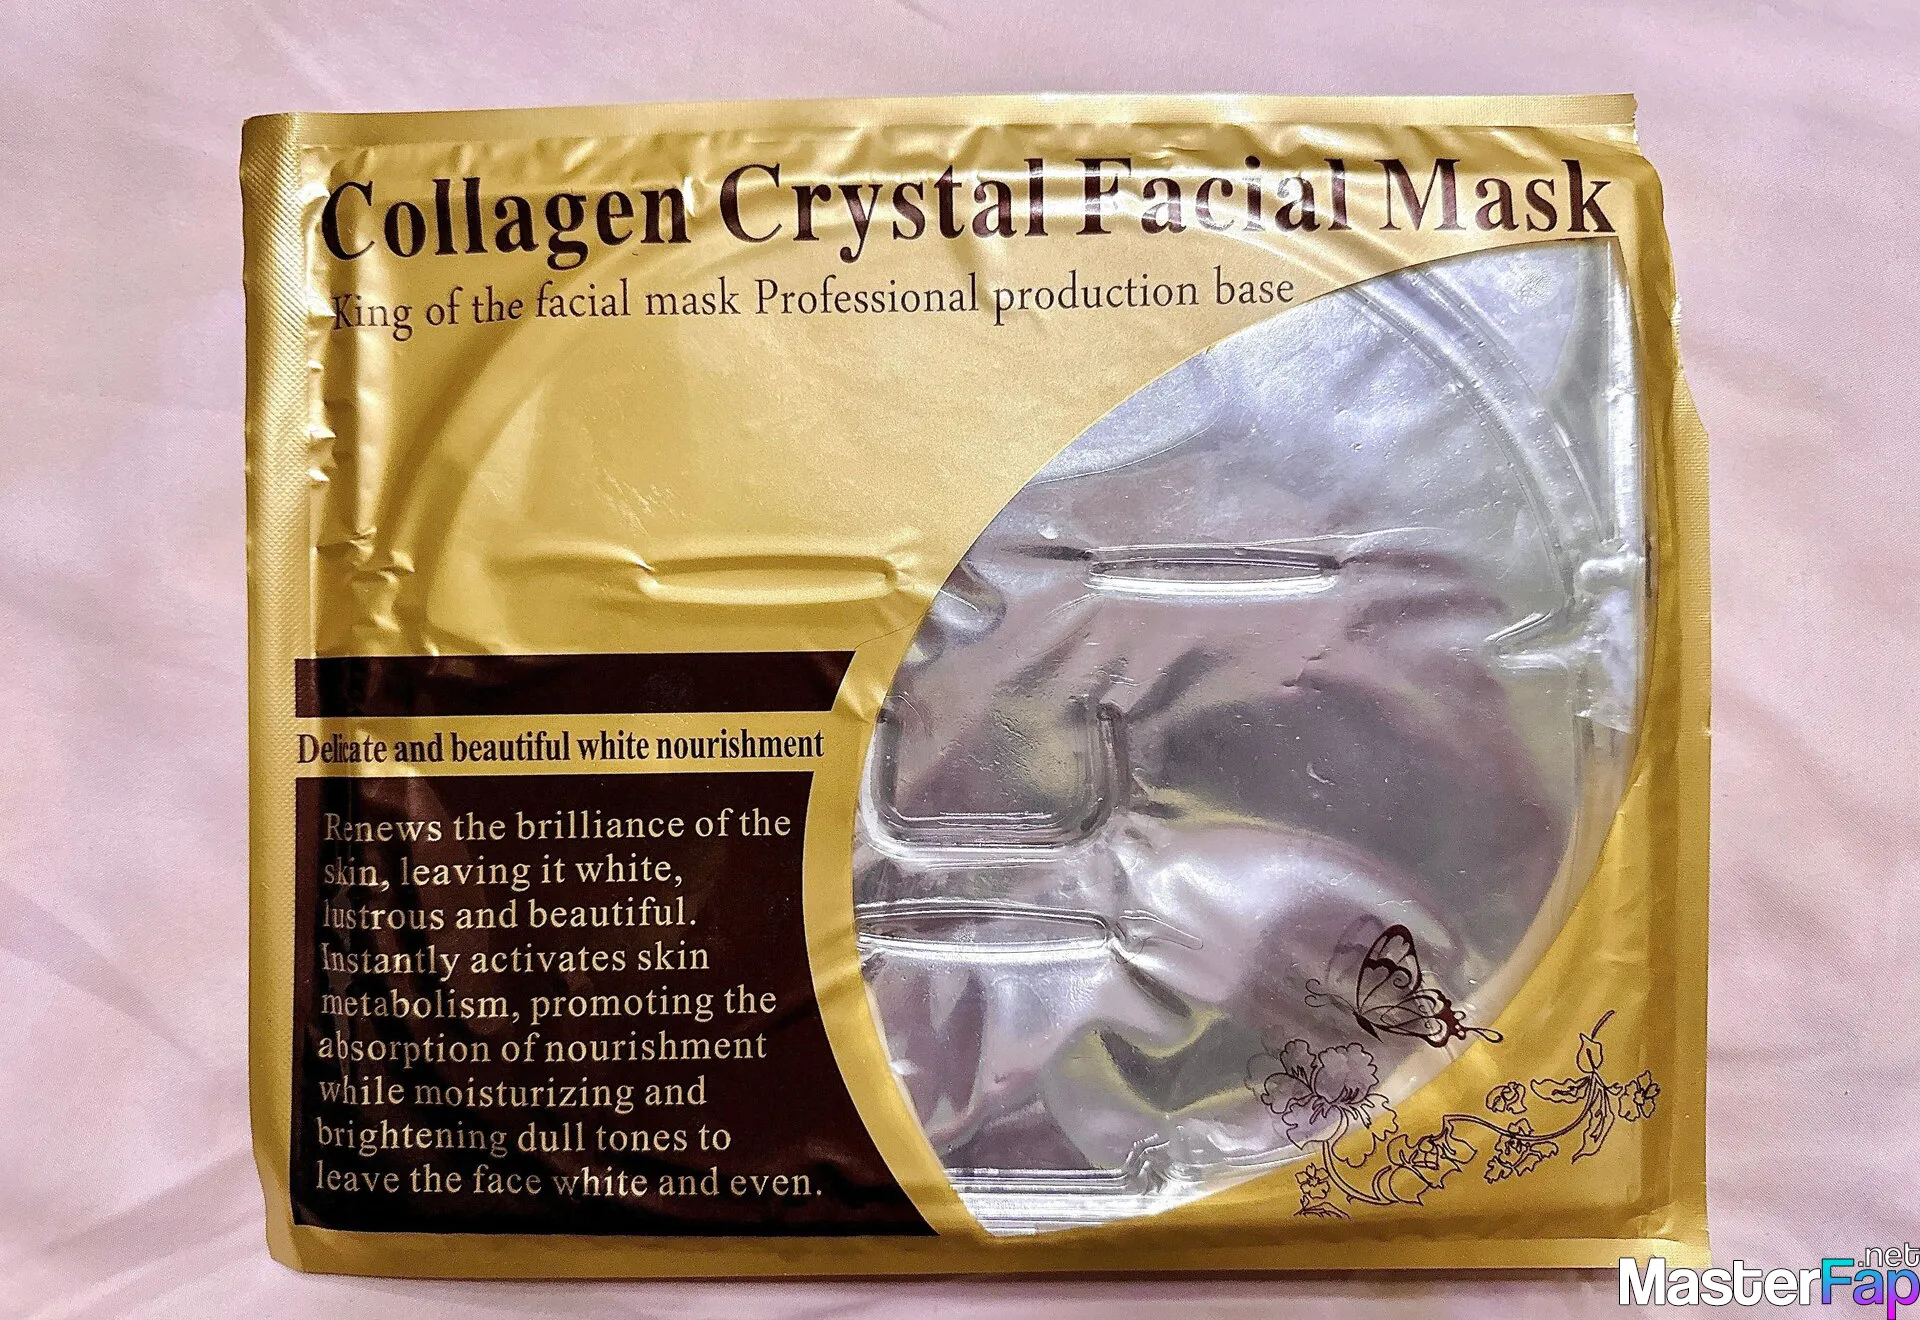 Collagen Crystal Facial Mask
King of the facial mask Professional production base
Delicate and beautiful white nourishment
Renews the brilliance of the
skin, leaving it white,
lustrous and beautiful.
Instantly activates skin
metabolism, promoting the
absorption of nourishment
while moisturizing and
brightening dull tones to
leave the face white and even.
MasterFap.net